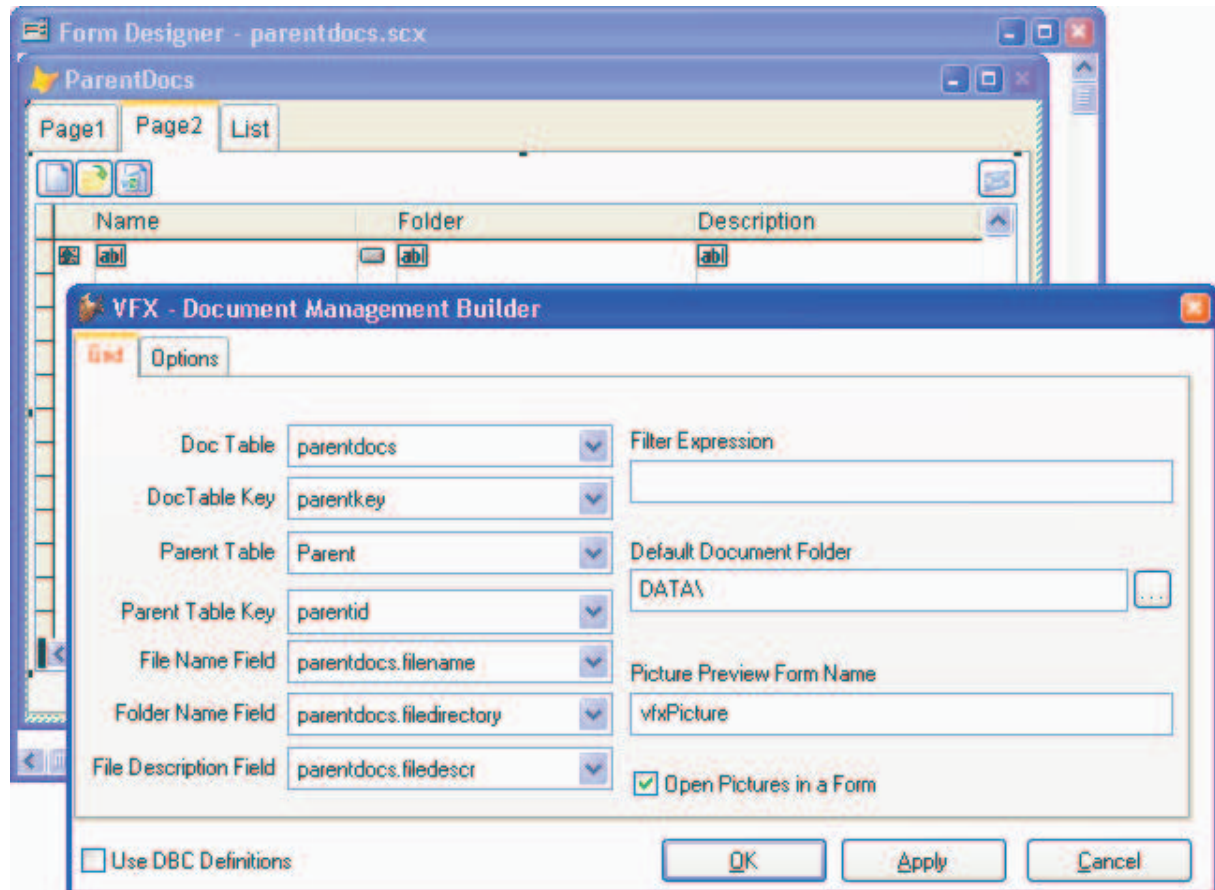 Form Designer - parentdocs.scx
ParentDocs
Page1 Page2 List
Name Folder Description
abl abl abl
VFX - Document Management Builder
Grid Options
Doc Table parentdocs
Filter Expression
DocTable Key parentkey
Parent Table Parent
Default Document Folder
DATA\
...
Parent Table Key parentid
File Name Field parentdocs.filename
Picture Preview Form Name
Folder Name Field parentdocs.filedirectory
vfxPicture
File Description Field parentdocs.filedescr
Open Pictures in a Form
Use DBC Definitions
OK Apply Cancel